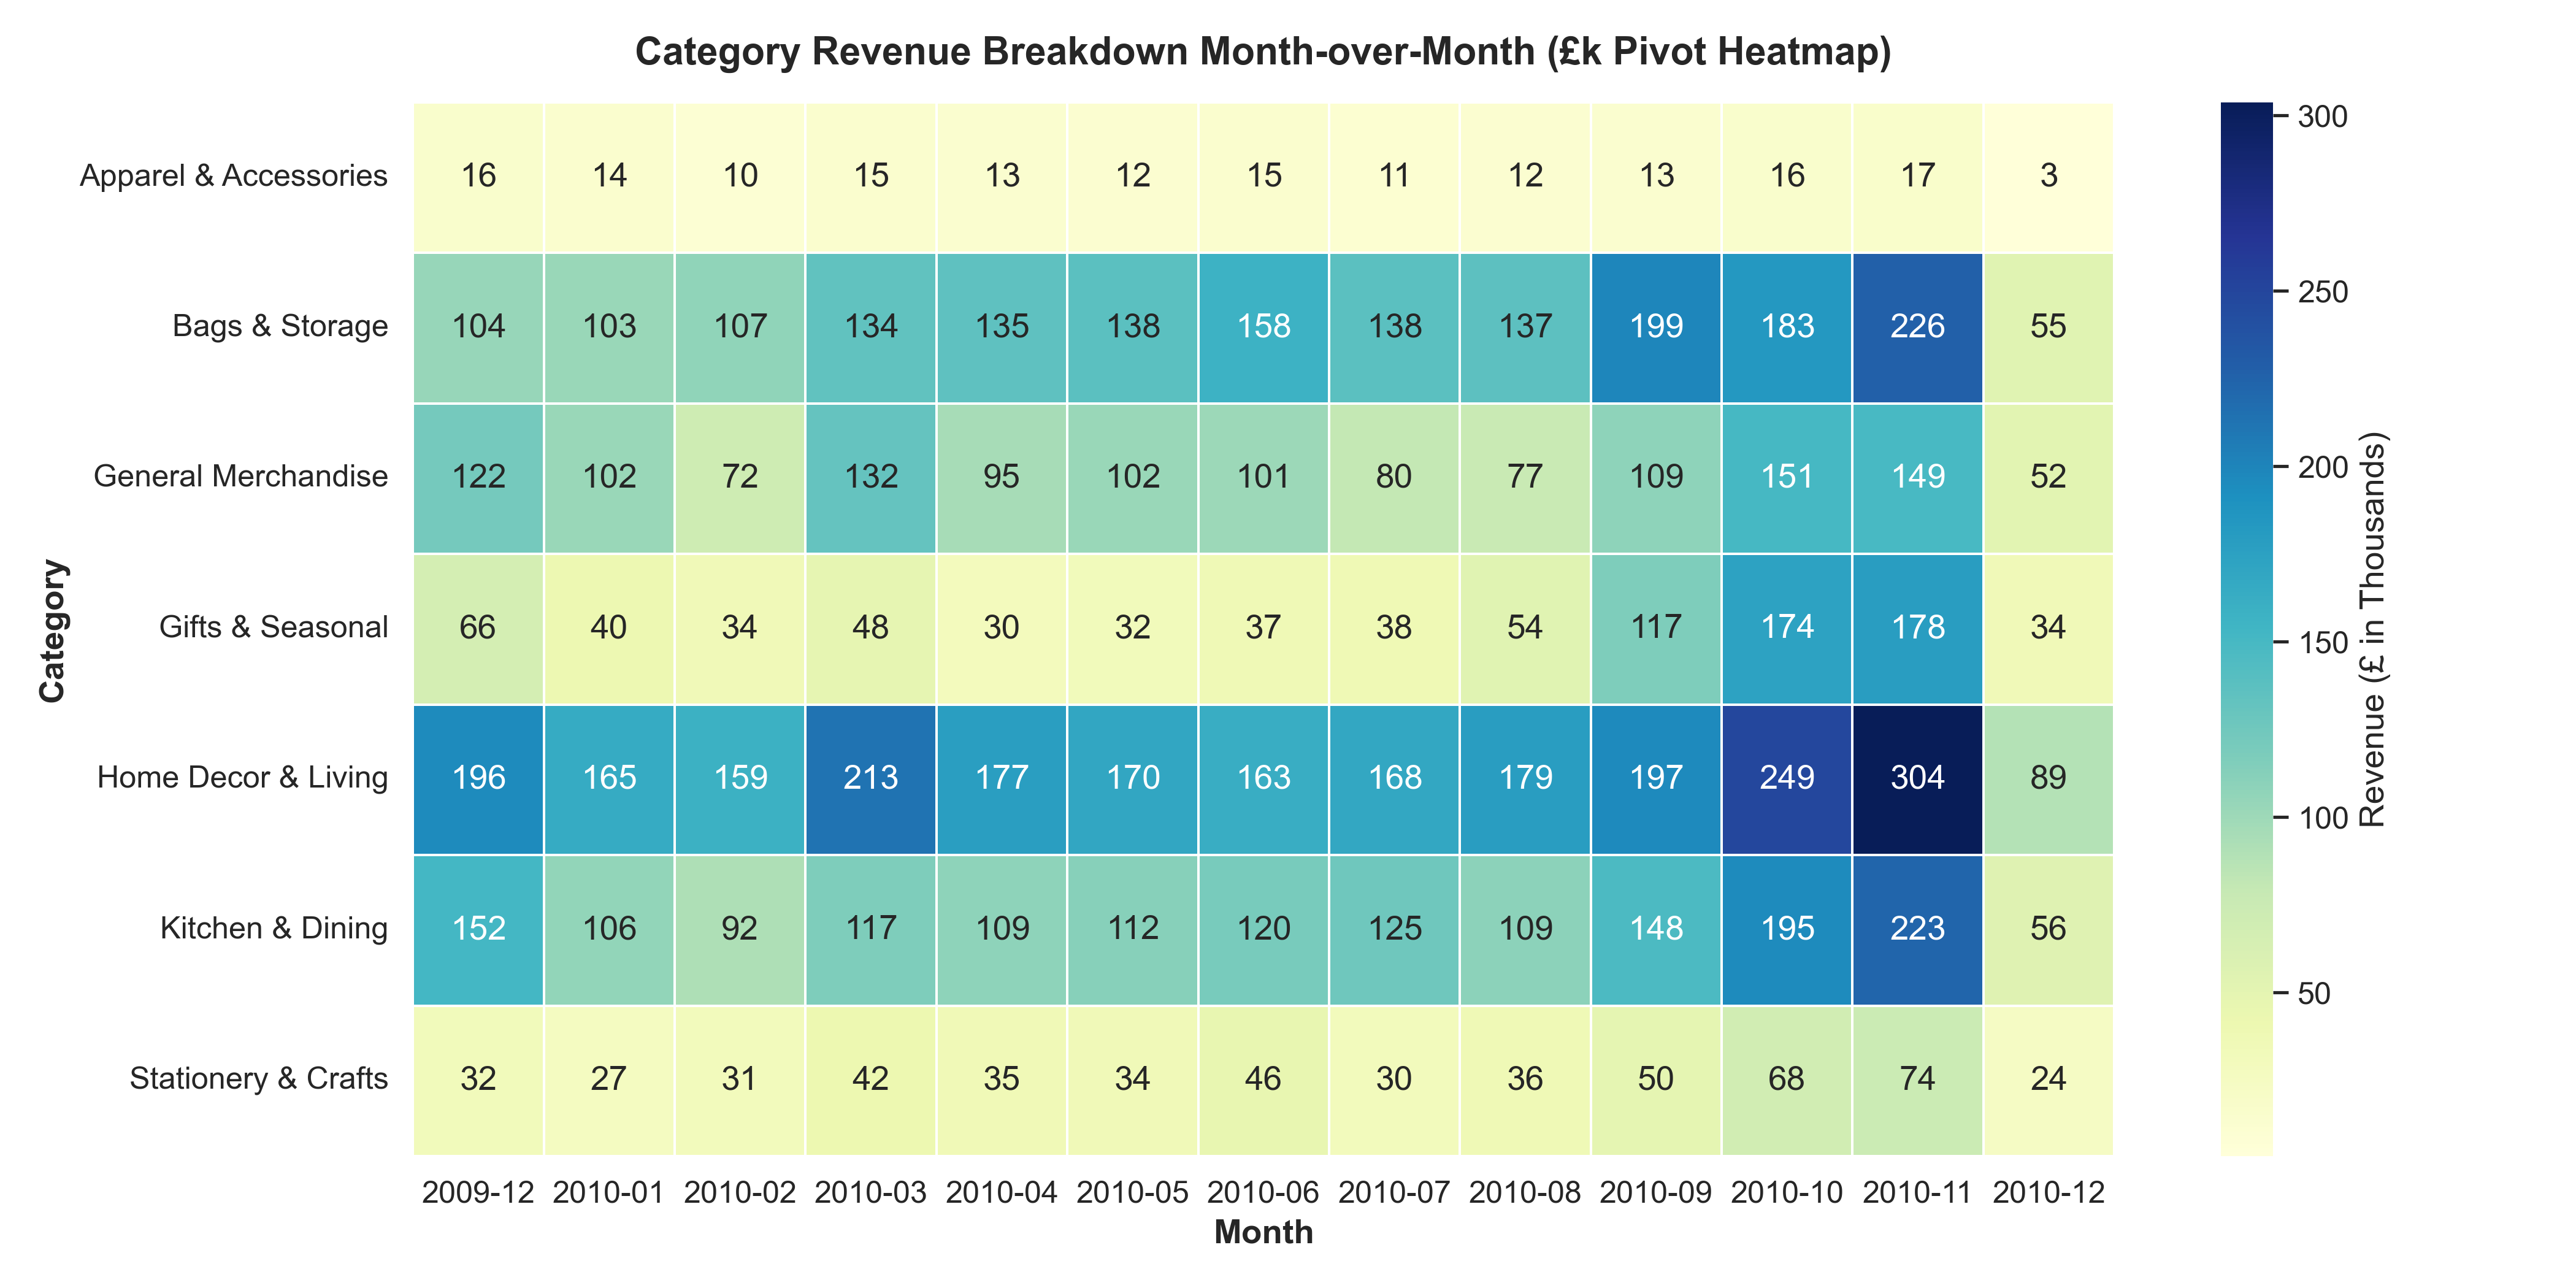 Category Revenue Breakdown Month-over-Month (£k Pivot Heatmap)
Category
Apparel & Accessories 16 14 10 15 13 12 15 11 12 13 16 17 3
Bags & Storage 104 103 107 134 135 138 158 138 137 199 183 226 55
General Merchandise 122 102 72 132 95 102 101 80 77 109 151 149 52
Gifts & Seasonal 66 40 34 48 30 32 37 38 54 117 174 178 34
Home Decor & Living 196 165 159 213 177 170 163 168 179 197 249 304 89
Kitchen & Dining 152 106 92 117 109 112 120 125 109 148 195 223 56
Stationery & Crafts 32 27 31 42 35 34 46 30 36 50 68 74 24
2009-12 2010-01 2010-02 2010-03 2010-04 2010-05 2010-06 2010-07 2010-08 2010-09 2010-10 2010-11 2010-12
Month
300
250
200
150
100
50
Revenue (£ in Thousands)